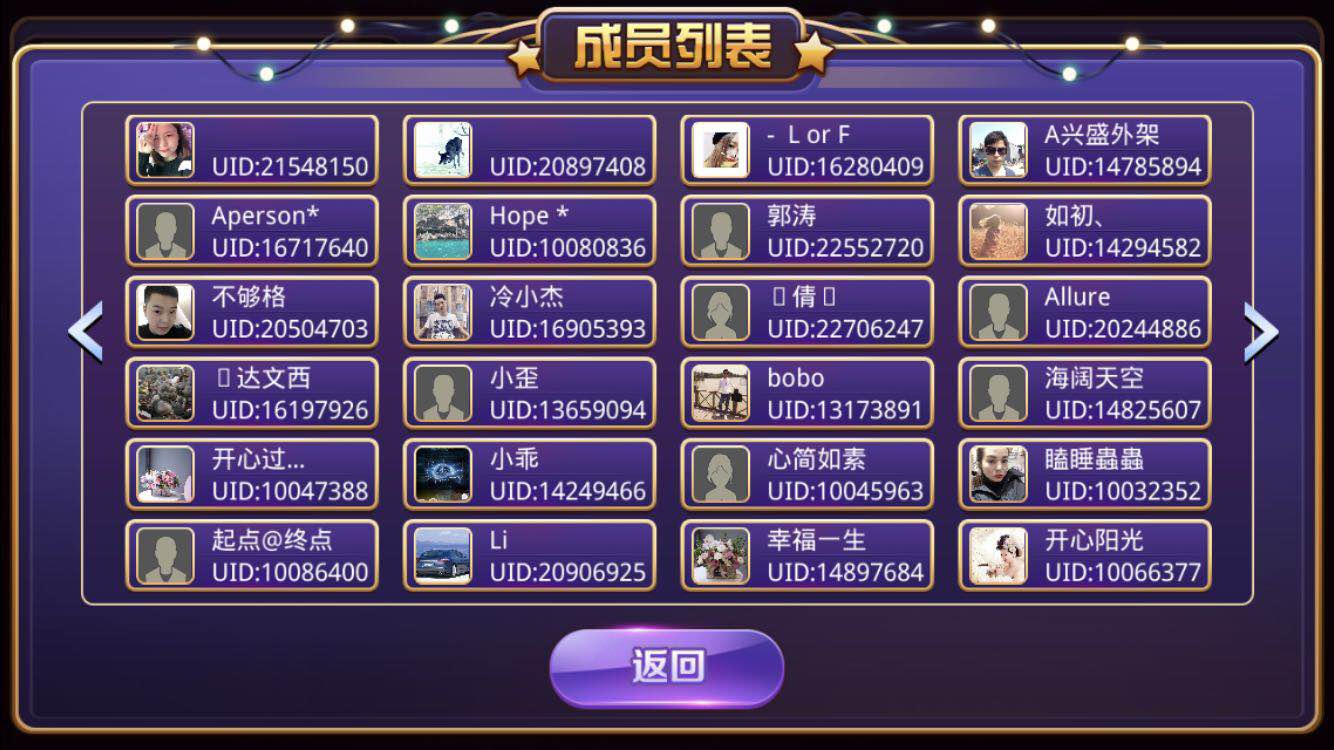 成员列表
UID:21548150
UID:20897408
- L or F
UID:16280409
A兴盛外架
UID:14785894
Aperson*
UID:16717640
Hope *
UID:10080836
郭涛
UID:22552720
如初、
UID:14294582
不够格
UID:20504703
冷小杰
UID:16905393
倩
UID:22706247
Allure
UID:20244886
达文西
UID:16197926
小歪
UID:13659094
bobo
UID:13173891
海阔天空
UID:14825607
开心过...
UID:10047388
小乖
UID:14249466
心简如素
UID:10045963
瞌睡蟲蟲
UID:10032352
起点@终点
UID:10086400
Li
UID:20906925
幸福一生
UID:14897684
开心阳光
UID:10066377
返回